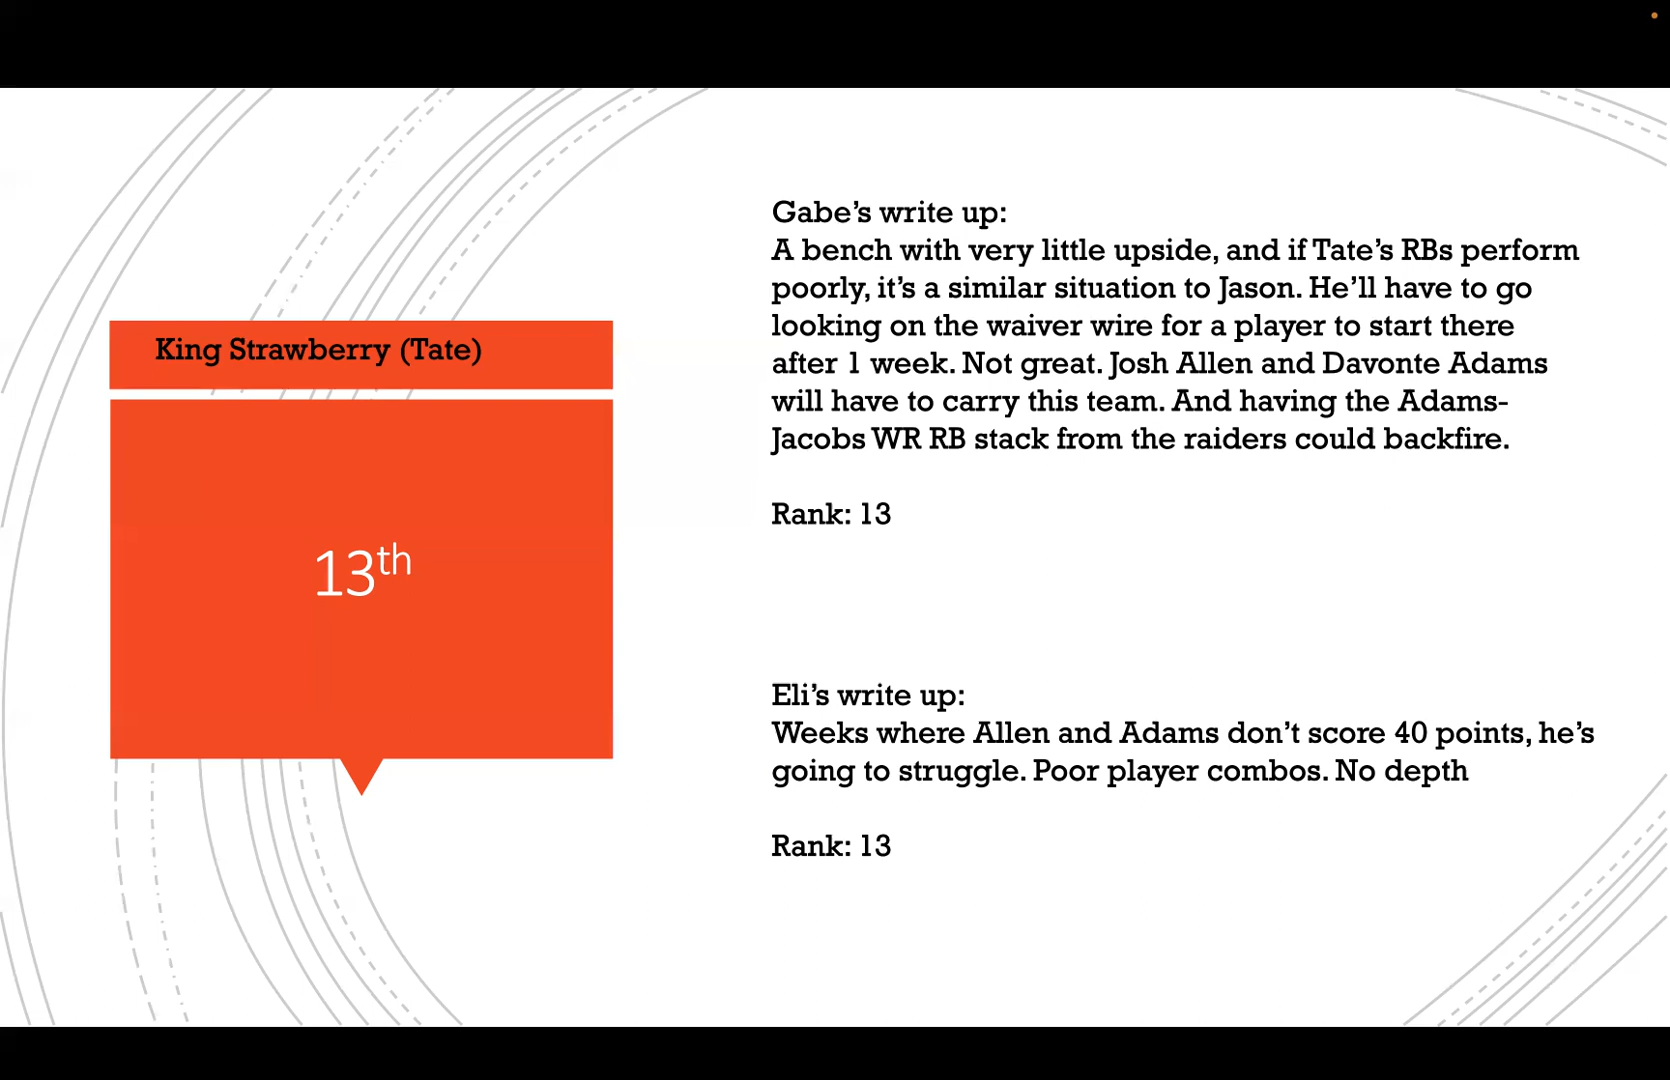 King Strawberry (Tate)
13th
Gabe’s write up:
A bench with very little upside, and if Tate’s RBs perform
poorly, it’s a similar situation to Jason. He’ll have to go
looking on the waiver wire for a player to start there
after 1 week. Not great. Josh Allen and Davonte Adams
will have to carry this team. And having the Adams-
Jacobs WR RB stack from the raiders could backfire.
Rank: 13
Eli’s write up:
Weeks where Allen and Adams don’t score 40 points, he’s
going to struggle. Poor player combos. No depth
Rank: 13